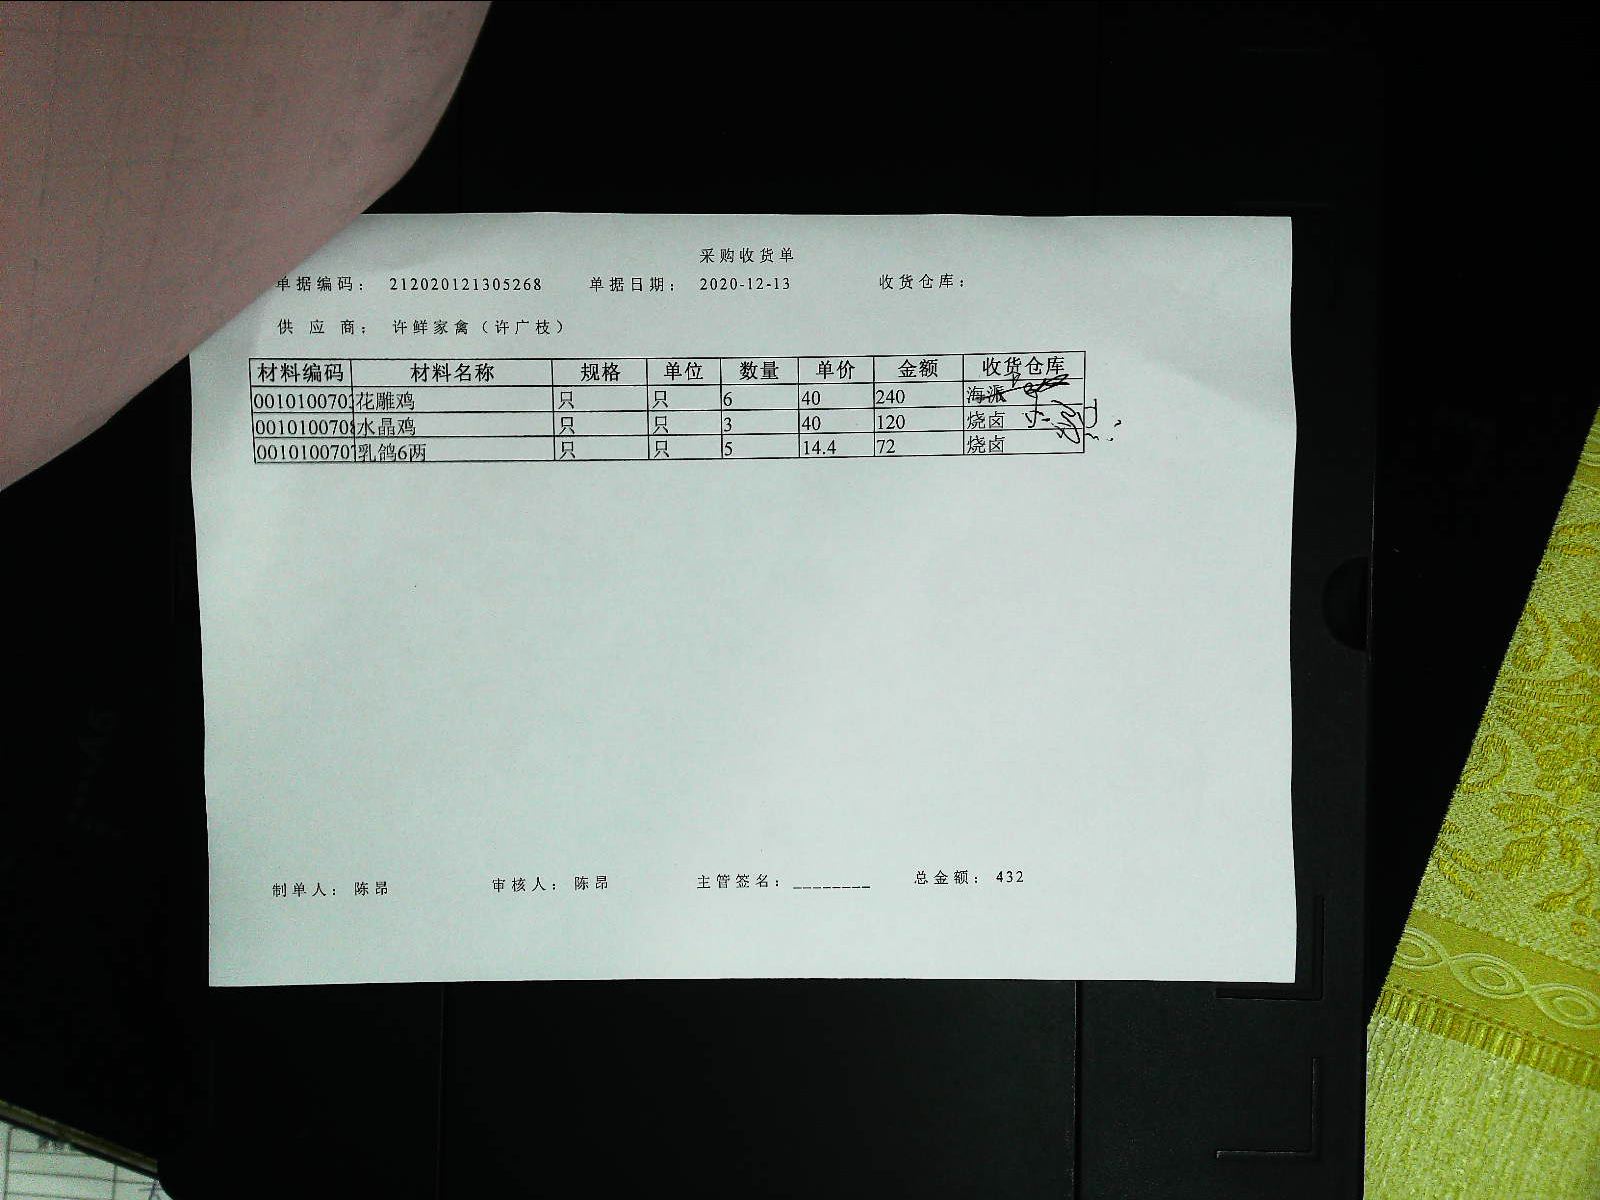 采购收货单
单据编码： 212020121305268 单据日期： 2020-12-13 收货仓库：
供 应 商： 许鲜家禽（许广枝）
材料编码 材料名称 规格 单位 数量 单价 金额 收货仓库
0010100702 花雕鸡 只 只 6 40 240 海派
0010100708 水晶鸡 只 只 3 40 120 烧卤
0010100707 乳鸽6两 只 只 5 14.4 72 烧卤
制单人： 陈昂 审核人： 陈昂 主管签名：________ 总金额： 432